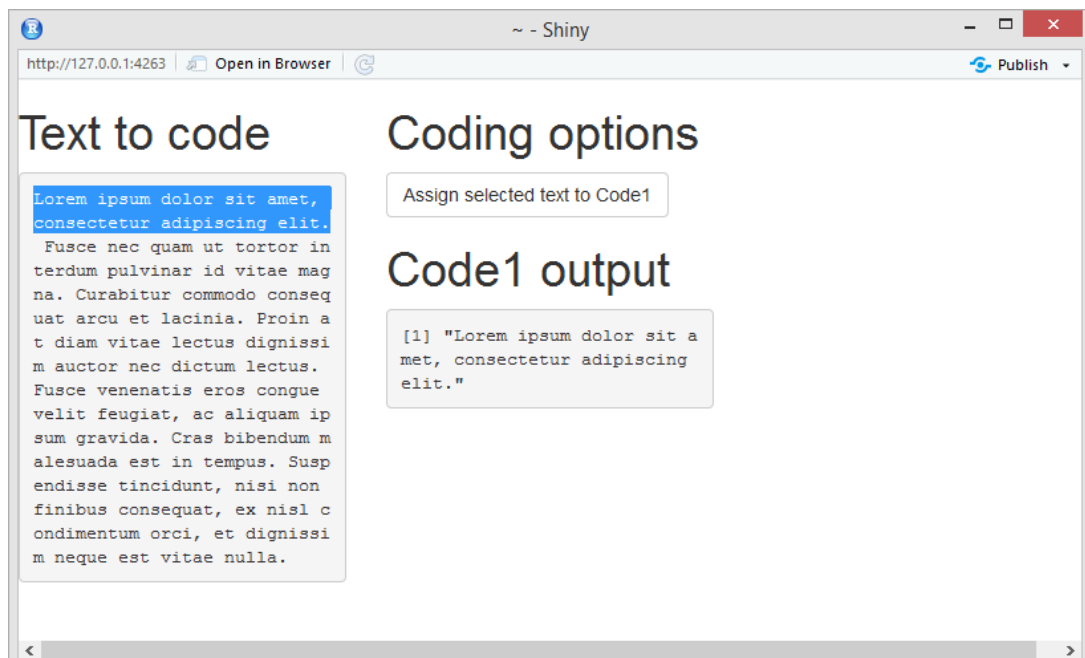 R
~ - Shiny
http://127.0.0.1:4263
Open in Browser
Publish
Text to code
Lorem ipsum dolor sit amet,
consectetur adipiscing elit.
Fusce nec quam ut tortor in
terdum pulvinar id vitae mag
na. Curabitur commodo conseq
uat arcu et lacinia. Proin a
t diam vitae lectus dignissi
m auctor nec dictum lectus.
Fusce venenatis eros congue
velit feugiat, ac aliquam ip
sum gravida. Cras bibendum m
alesuada est in tempus. Susp
endisse tincidunt, nisi non
finibus consequat, ex nisl c
ondimentum orci, et dignissi
m neque est vitae nulla.
Coding options
Assign selected text to Code1
Code1 output
[1] "Lorem ipsum dolor sit a
met, consectetur adipiscing
elit."